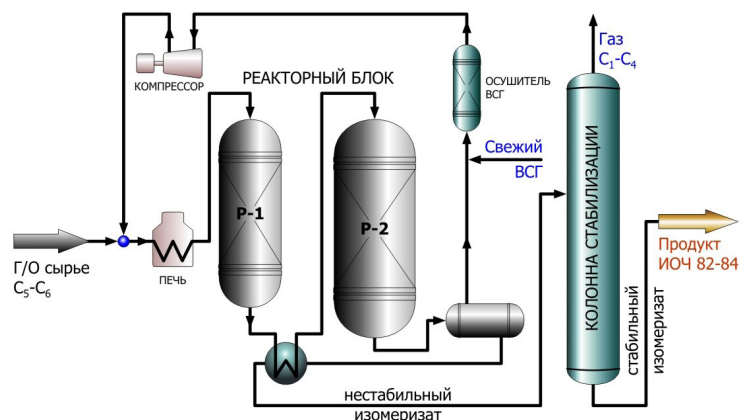 КОМПРЕССОР
РЕАКТОРНЫЙ БЛОК
ОСУШИТЕЛЬ
ВСГ
Газ
C₁-C₄
Свежий
ВСГ
Г/О сырье
C₅-C₆
ПЕЧЬ
Р-1
Р-2
КОЛОННА СТАБИЛИЗАЦИИ
Продукт
ИОЧ 82-84
стабильный
изомеризат
нестабильный
изомеризат